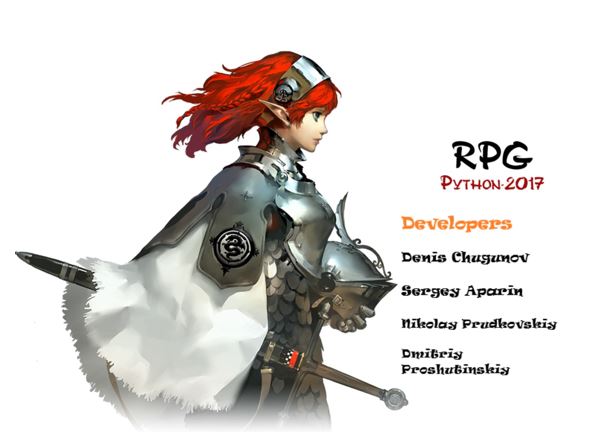 RPG
Python-2017
Developers
Denis Chugunov
Sergey Aparin
Nikolay Prudkovskiy
Dmitriy
Proshutinskiy